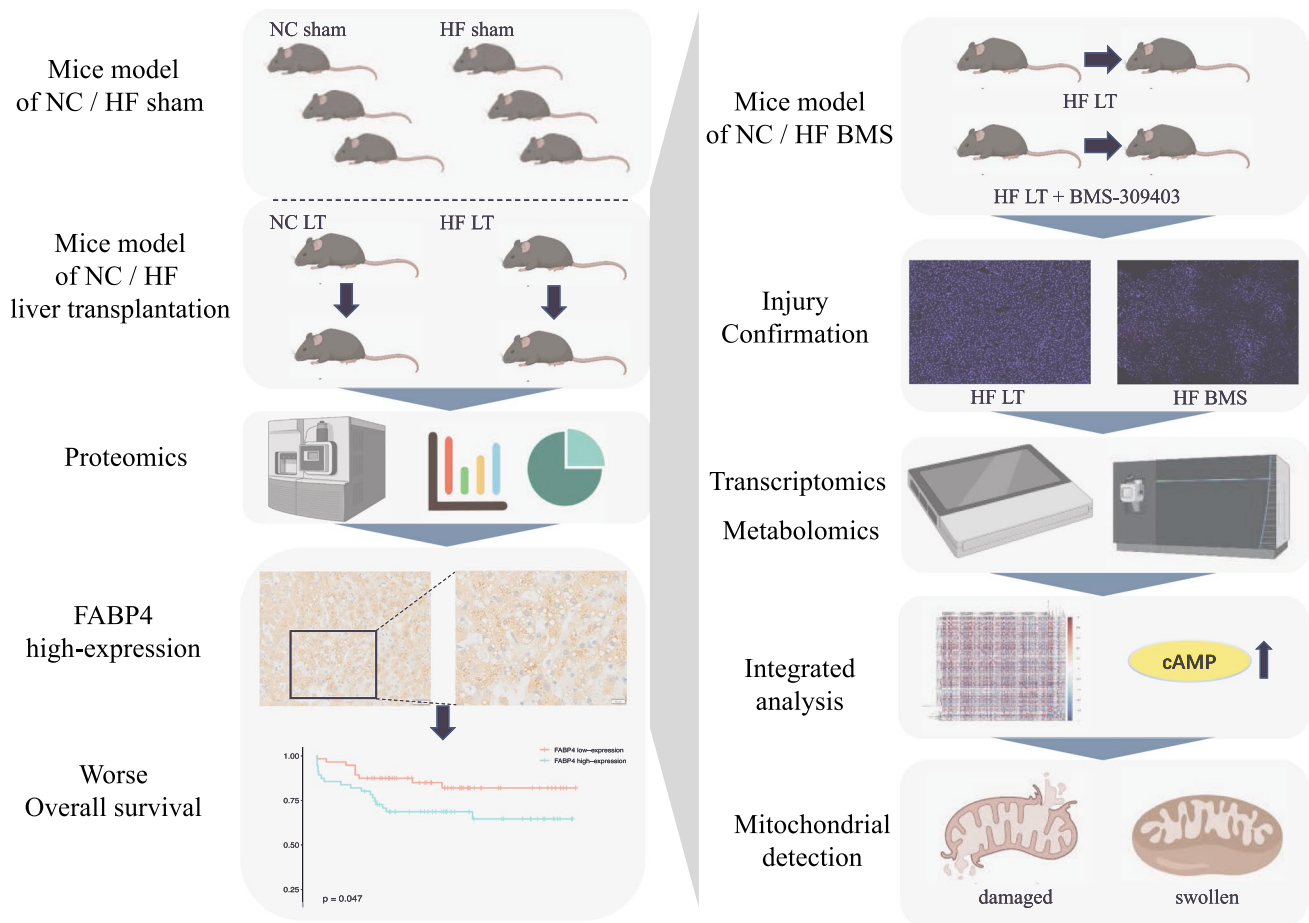 Mice model
of NC / HF sham
NC sham
HF sham
Mice model
of NC / HF
liver transplantation
NC LT
HF LT
Proteomics
FABP4
high-expression
Worse
Overall survival
1.00
0.75
0.50
0.25
FABP4 low-expression
FABP4 high-expression
p = 0.047
Mice model
of NC / HF BMS
HF LT
HF LT + BMS-309403
Injury
Confirmation
HF LT
HF BMS
Transcriptomics
Metabolomics
Integrated
analysis
cAMP
Mitochondrial
detection
damaged
swollen